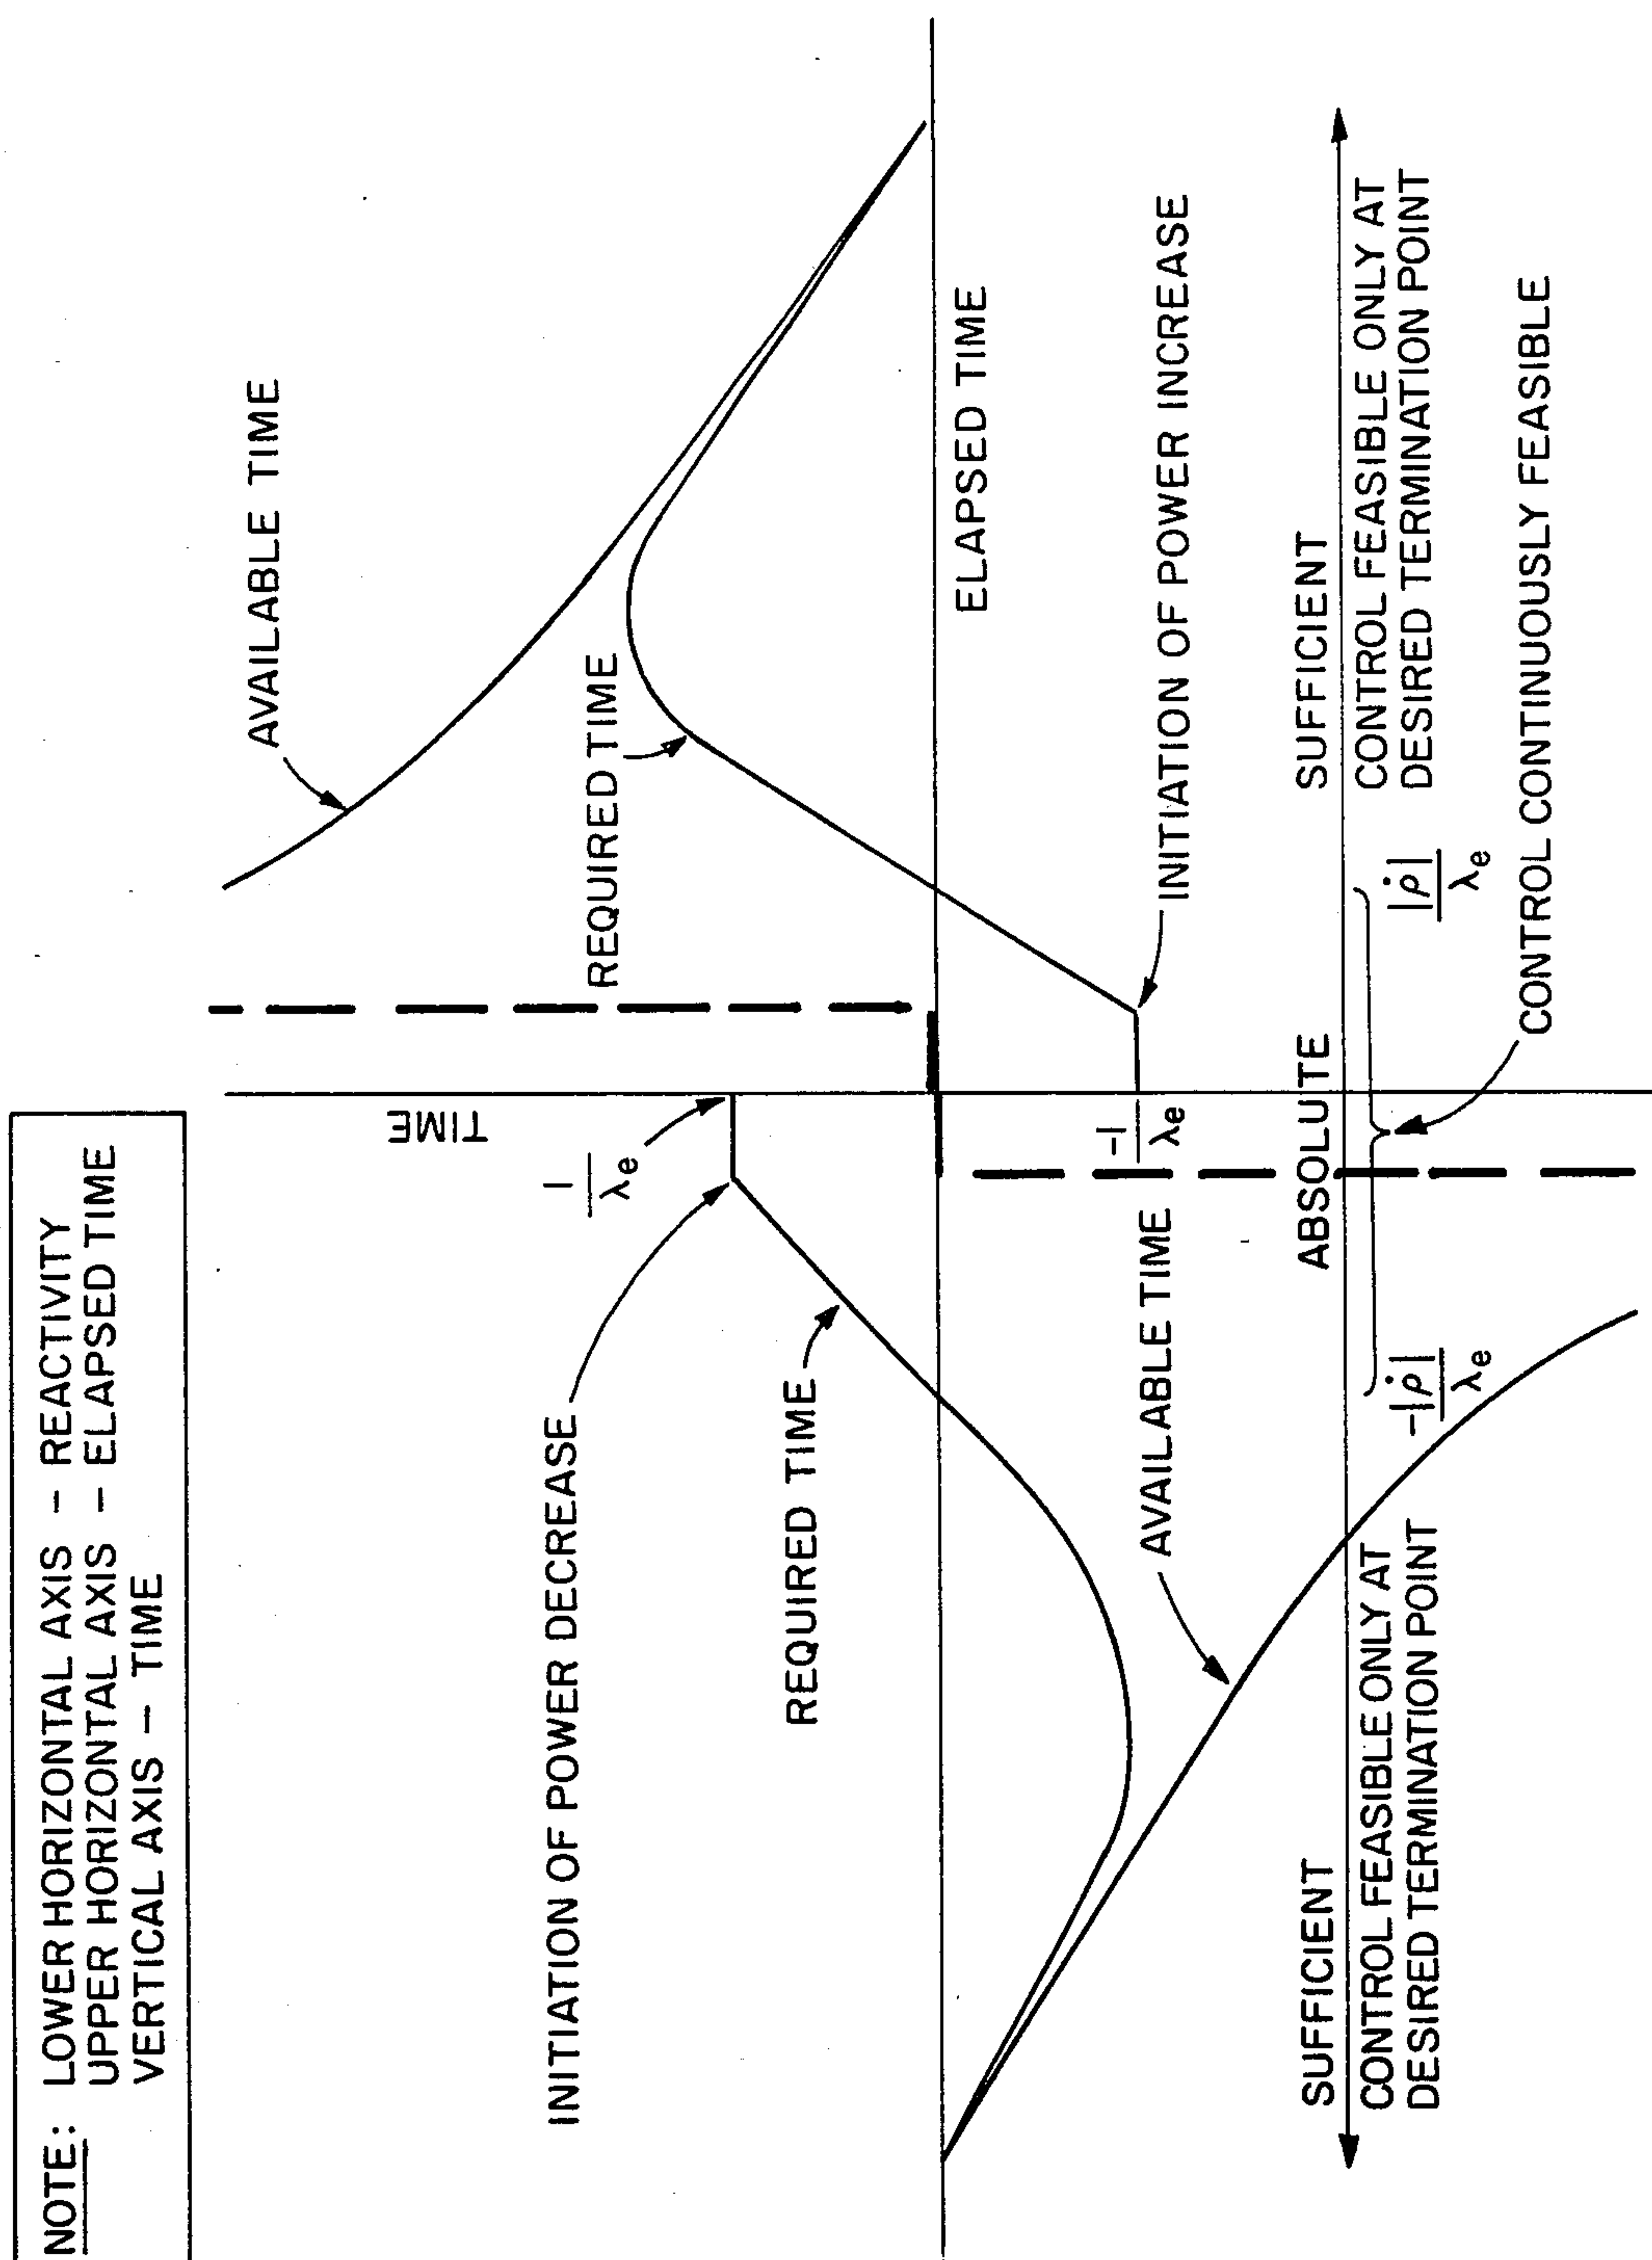 NOTE: LOWER HORIZONTAL AXIS – REACTIVITY
UPPER HORIZONTAL AXIS – ELAPSED TIME
VERTICAL AXIS – TIME
AVAILABLE TIME
REQUIRED TIME
ELAPSED TIME
INITIATION OF POWER INCREASE
TIME
1/λe
INITIATION OF POWER DECREASE
REQUIRED TIME
-1/λe
AVAILABLE TIME
SUFFICIENT
ABSOLUTE
SUFFICIENT
CONTROL FEASIBLE ONLY AT
DESIRED TERMINATION POINT
-|ρ̇|/λe
|ρ̇|/λe
CONTROL FEASIBLE ONLY AT
DESIRED TERMINATION POINT
CONTROL CONTINUOUSLY FEASIBLE